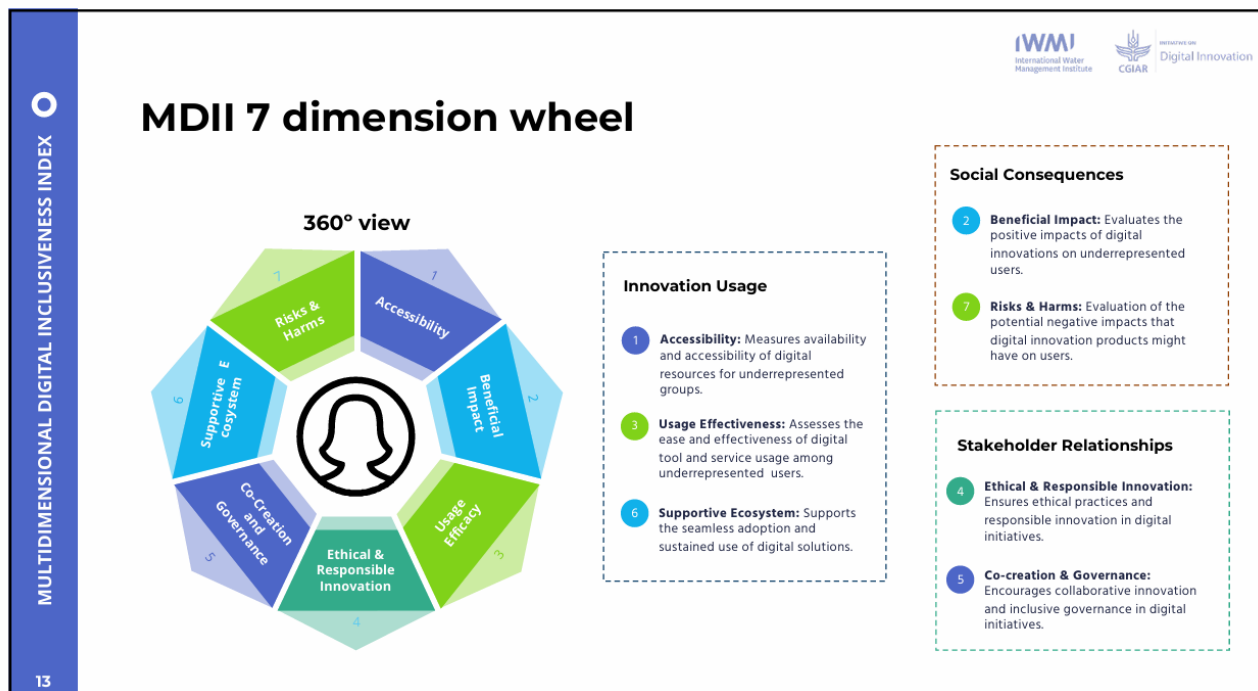 MULTIDIMENSIONAL DIGITAL INCLUSIVENESS INDEX
13
IWMI
International Water
Management Institute
CGIAR
INITIATIVE ON
Digital Innovation
MDII 7 dimension wheel
360º view
1
Accessibility
2
Beneficial
Impact
3
Usage
Efficacy
4
Ethical &
Responsible
Innovation
5
Co-Creation
and
Governance
6
Supportive E
cosystem
7
Risks &
Harms
Innovation Usage
1
Accessibility: Measures availability
and accessibility of digital
resources for underrepresented
groups.
3
Usage Effectiveness: Assesses the
ease and effectiveness of digital
tool and service usage among
underrepresented users.
6
Supportive Ecosystem: Supports
the seamless adoption and
sustained use of digital solutions.
Social Consequences
2
Beneficial Impact: Evaluates the
positive impacts of digital
innovations on underrepresented
users.
7
Risks & Harms: Evaluation of the
potential negative impacts that
digital innovation products might
have on users.
Stakeholder Relationships
4
Ethical & Responsible Innovation:
Ensures ethical practices and
responsible innovation in digital
initiatives.
5
Co-creation & Governance:
Encourages collaborative innovation
and inclusive governance in digital
initiatives.